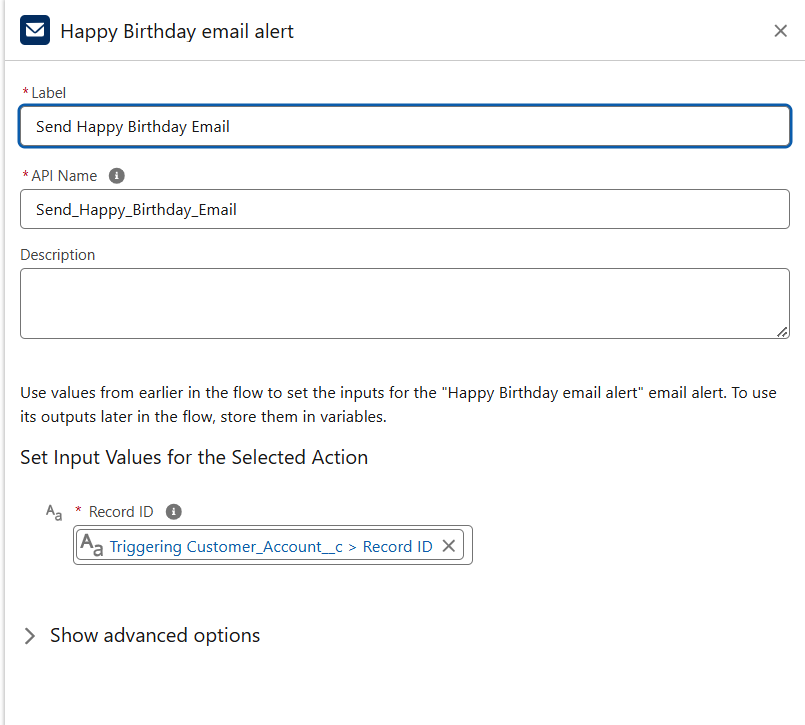 Happy Birthday email alert
* Label
Send Happy Birthday Email
* API Name
Send_Happy_Birthday_Email
Description
Use values from earlier in the flow to set the inputs for the "Happy Birthday email alert" email alert. To use
its outputs later in the flow, store them in variables.
Set Input Values for the Selected Action
Aa * Record ID
Aa Triggering Customer_Account__c > Record ID
Show advanced options